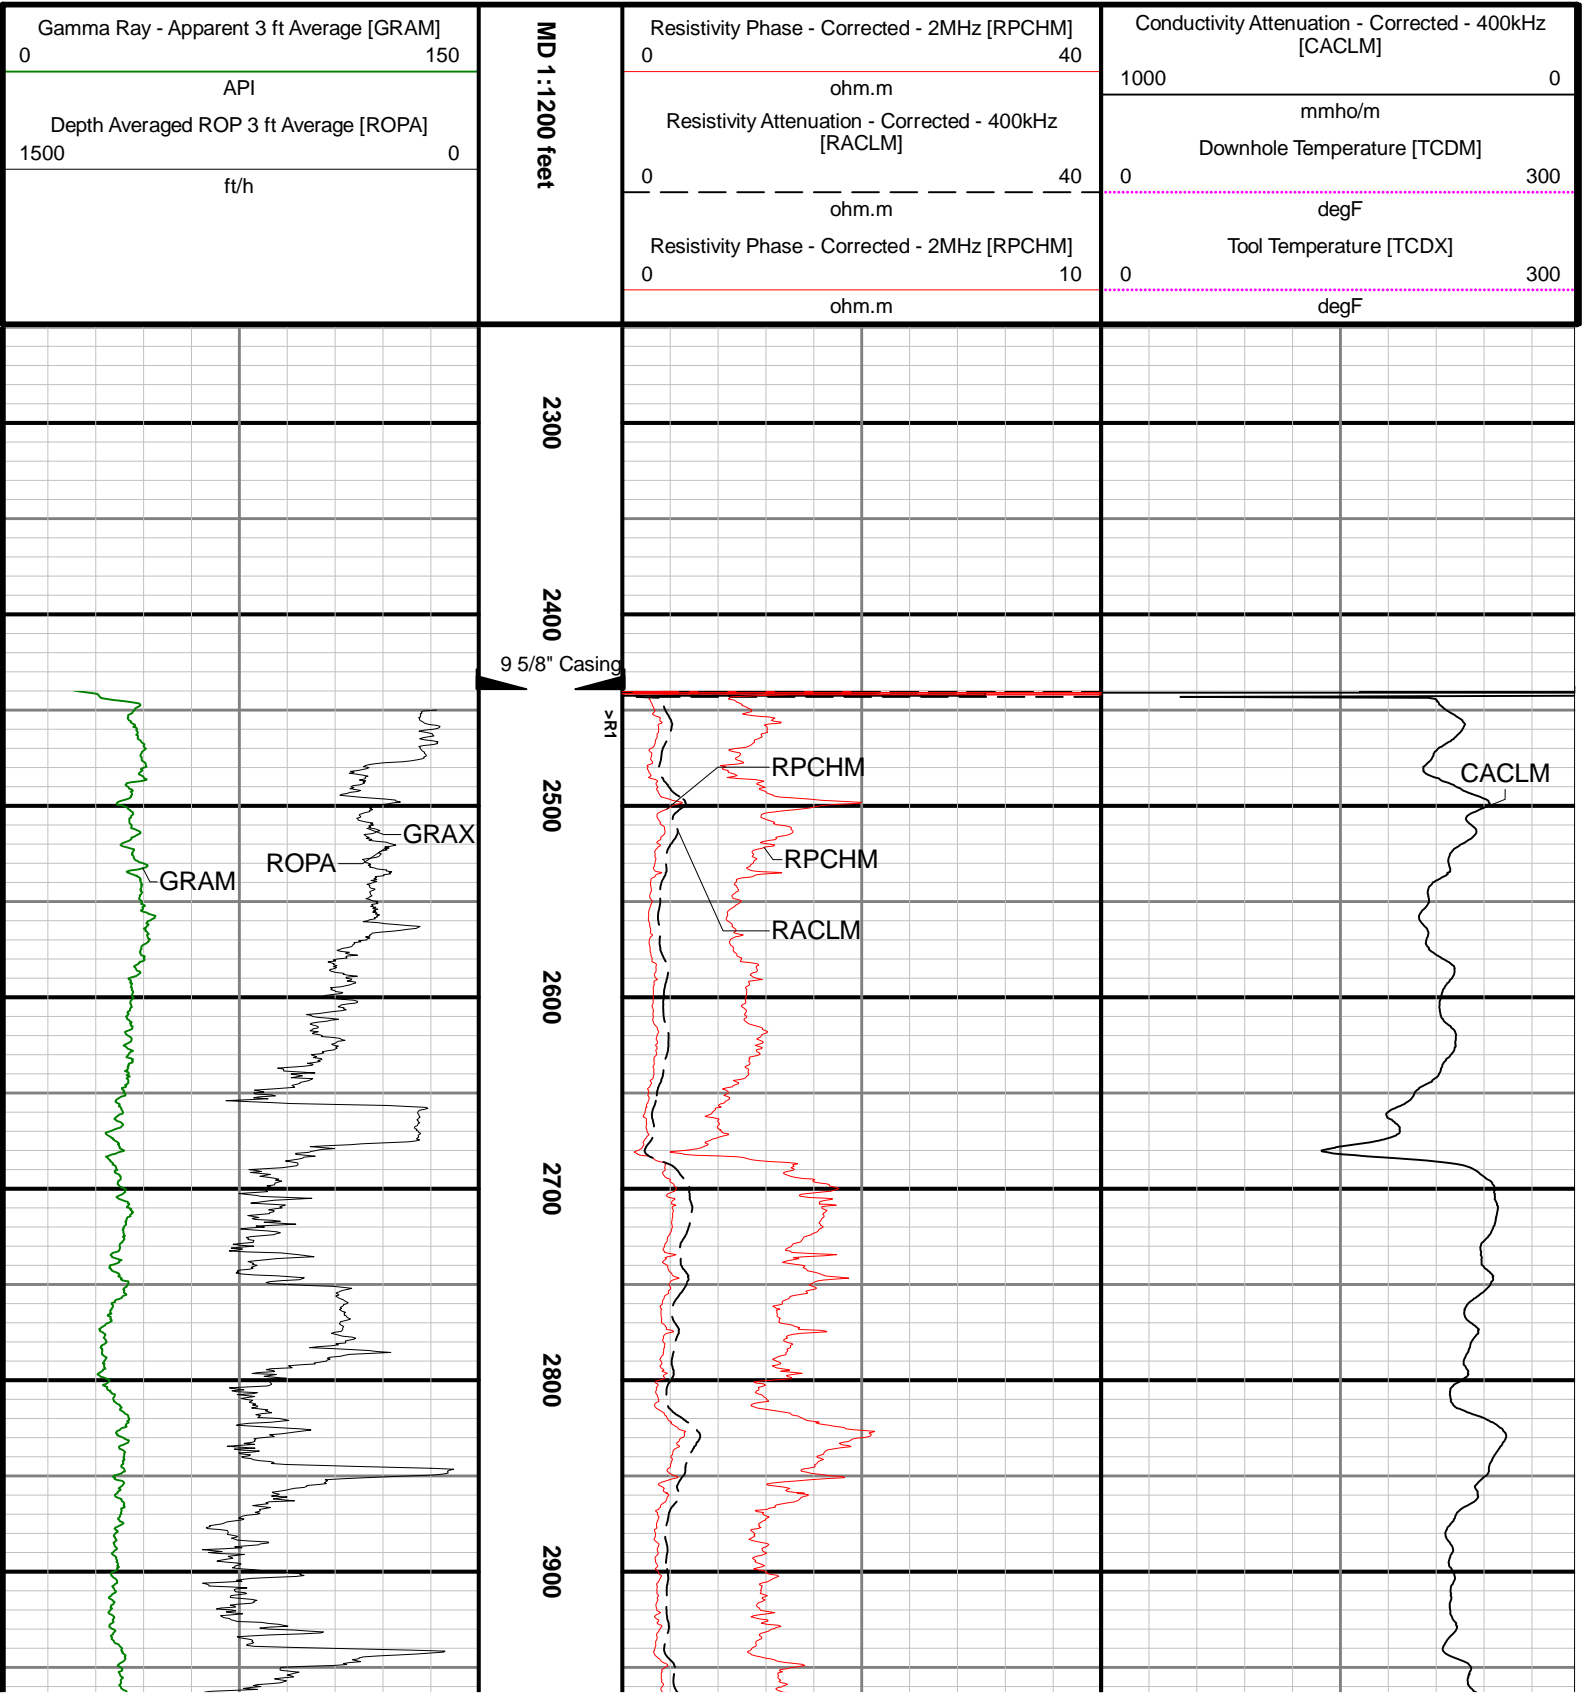 Gamma Ray - Apparent 3 ft Average [GRAM]
0 150
API
Depth Averaged ROP 3 ft Average [ROPA]
1500 0
ft/h
MD 1:1200 feet
Resistivity Phase - Corrected - 2MHz [RPCHM]
0 40
ohm.m
Resistivity Attenuation - Corrected - 400kHz
[RACLM]
0 40
ohm.m
Resistivity Phase - Corrected - 2MHz [RPCHM]
0 10
ohm.m
Conductivity Attenuation - Corrected - 400kHz
[CACLM]
1000 0
mmho/m
Downhole Temperature [TCDM]
0 300
degF
Tool Temperature [TCDX]
0 300
degF
2300
2400
9 5/8" Casing
>R1
RPCHM
CACLM
2500
GRAX
ROPA
RPCHM
GRAM
RACLM
2600
2700
2800
2900